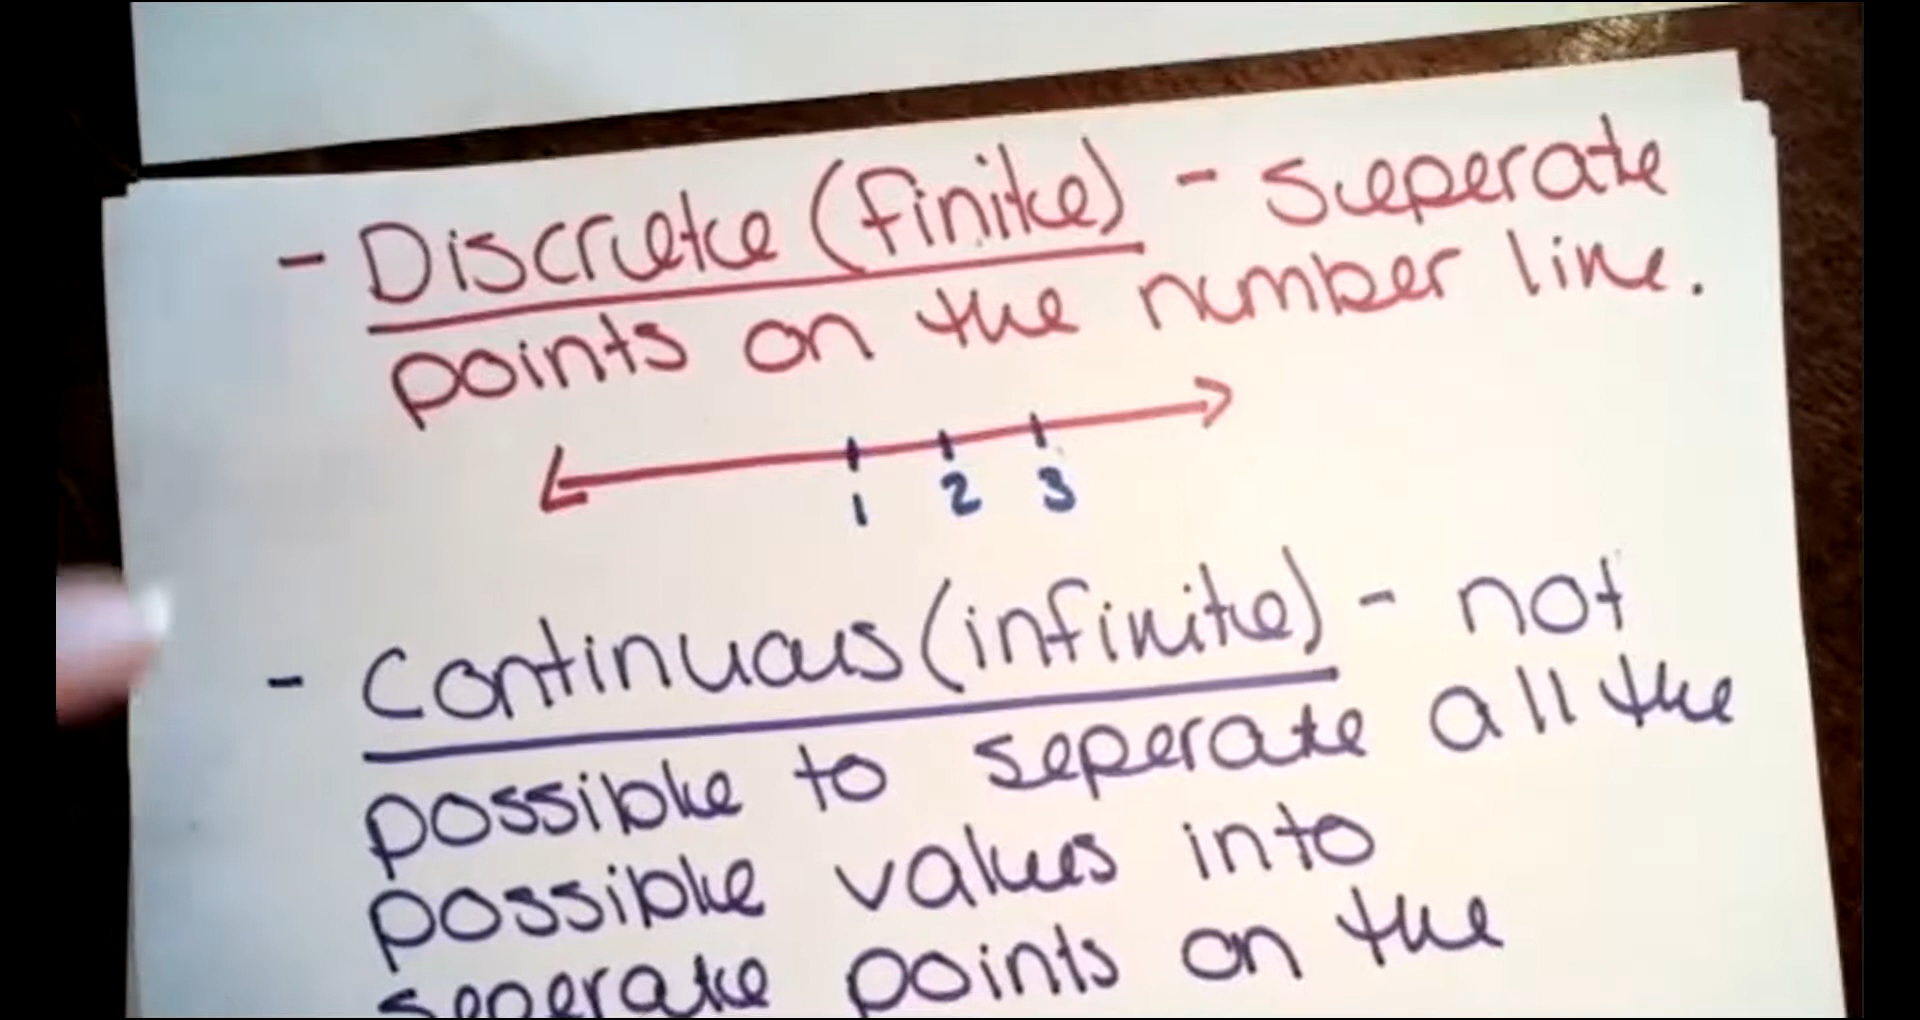 - Discrete (finite) - seperate
points on the number line.
1 2 3
- Continuous (infinite) - not
possible to seperate all the
possible values into
seperate points on the